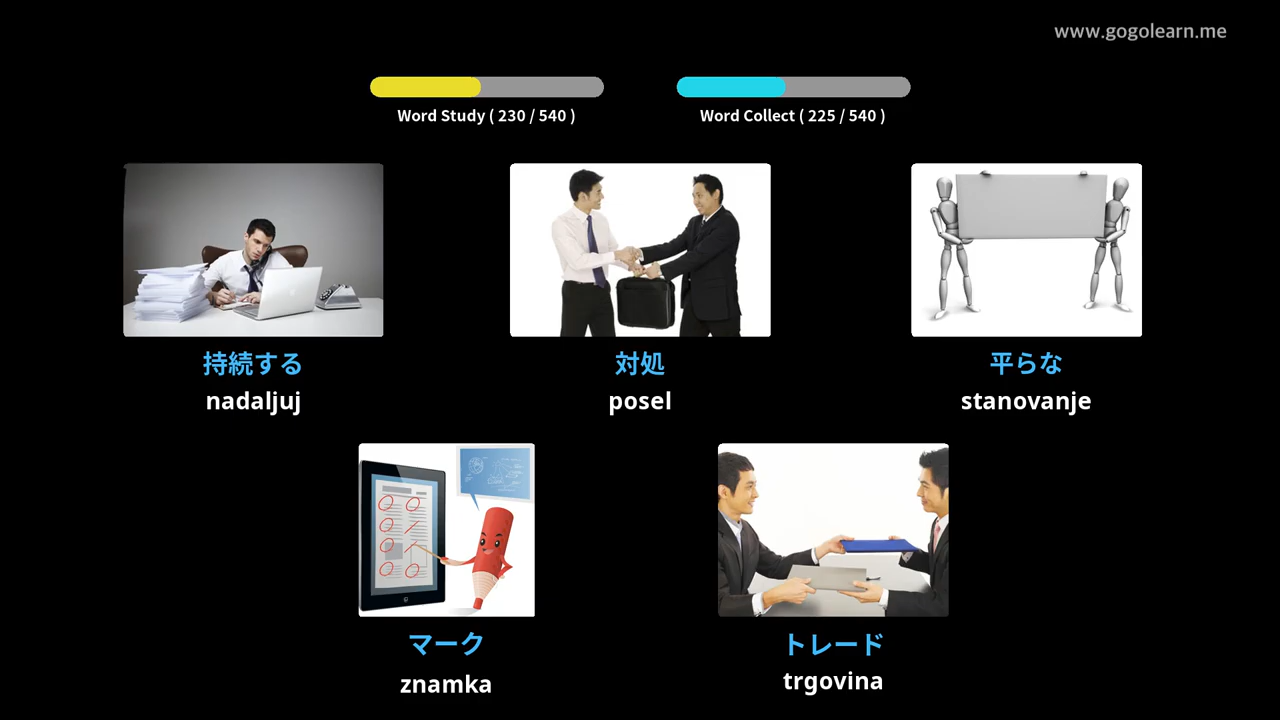 www.gogolearn.me
Word Study ( 230 / 540 )
Word Collect ( 225 / 540 )
持続する
nadaljuj
対処
posel
平らな
stanovanje
マーク
znamka
トレード
trgovina